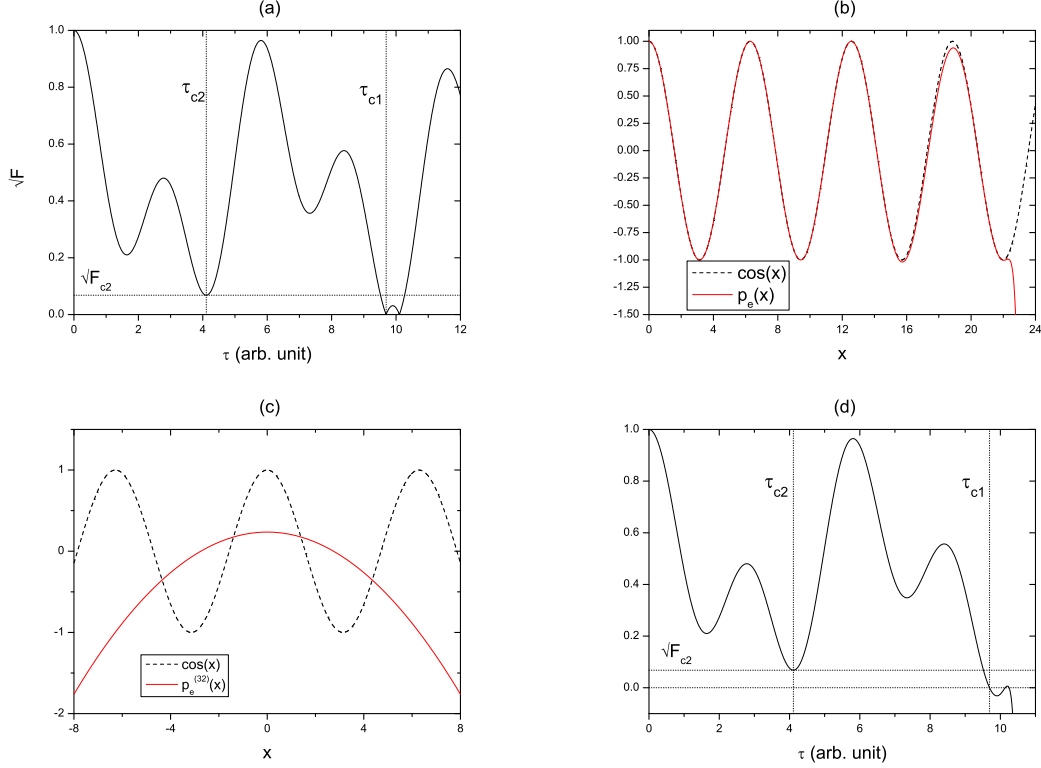 (a)
1.0
0.8
0.6
0.4
0.2
0.0
√F
τc2
τc1
√Fc2
0 2 4 6 8 10 12
τ (arb. unit)
(b)
1.00
0.75
0.50
0.25
0.00
-0.25
-0.50
-0.75
-1.00
-1.25
-1.50
cos(x)
p_e(x)
0 4 8 12 16 20 24
x
(c)
1
0
-1
-2
cos(x)
p_e^(32)(x)
-8 -4 0 4 8
x
(d)
1.0
0.8
0.6
0.4
0.2
0.0
τc2
τc1
√Fc2
0 2 4 6 8 10
τ (arb. unit)